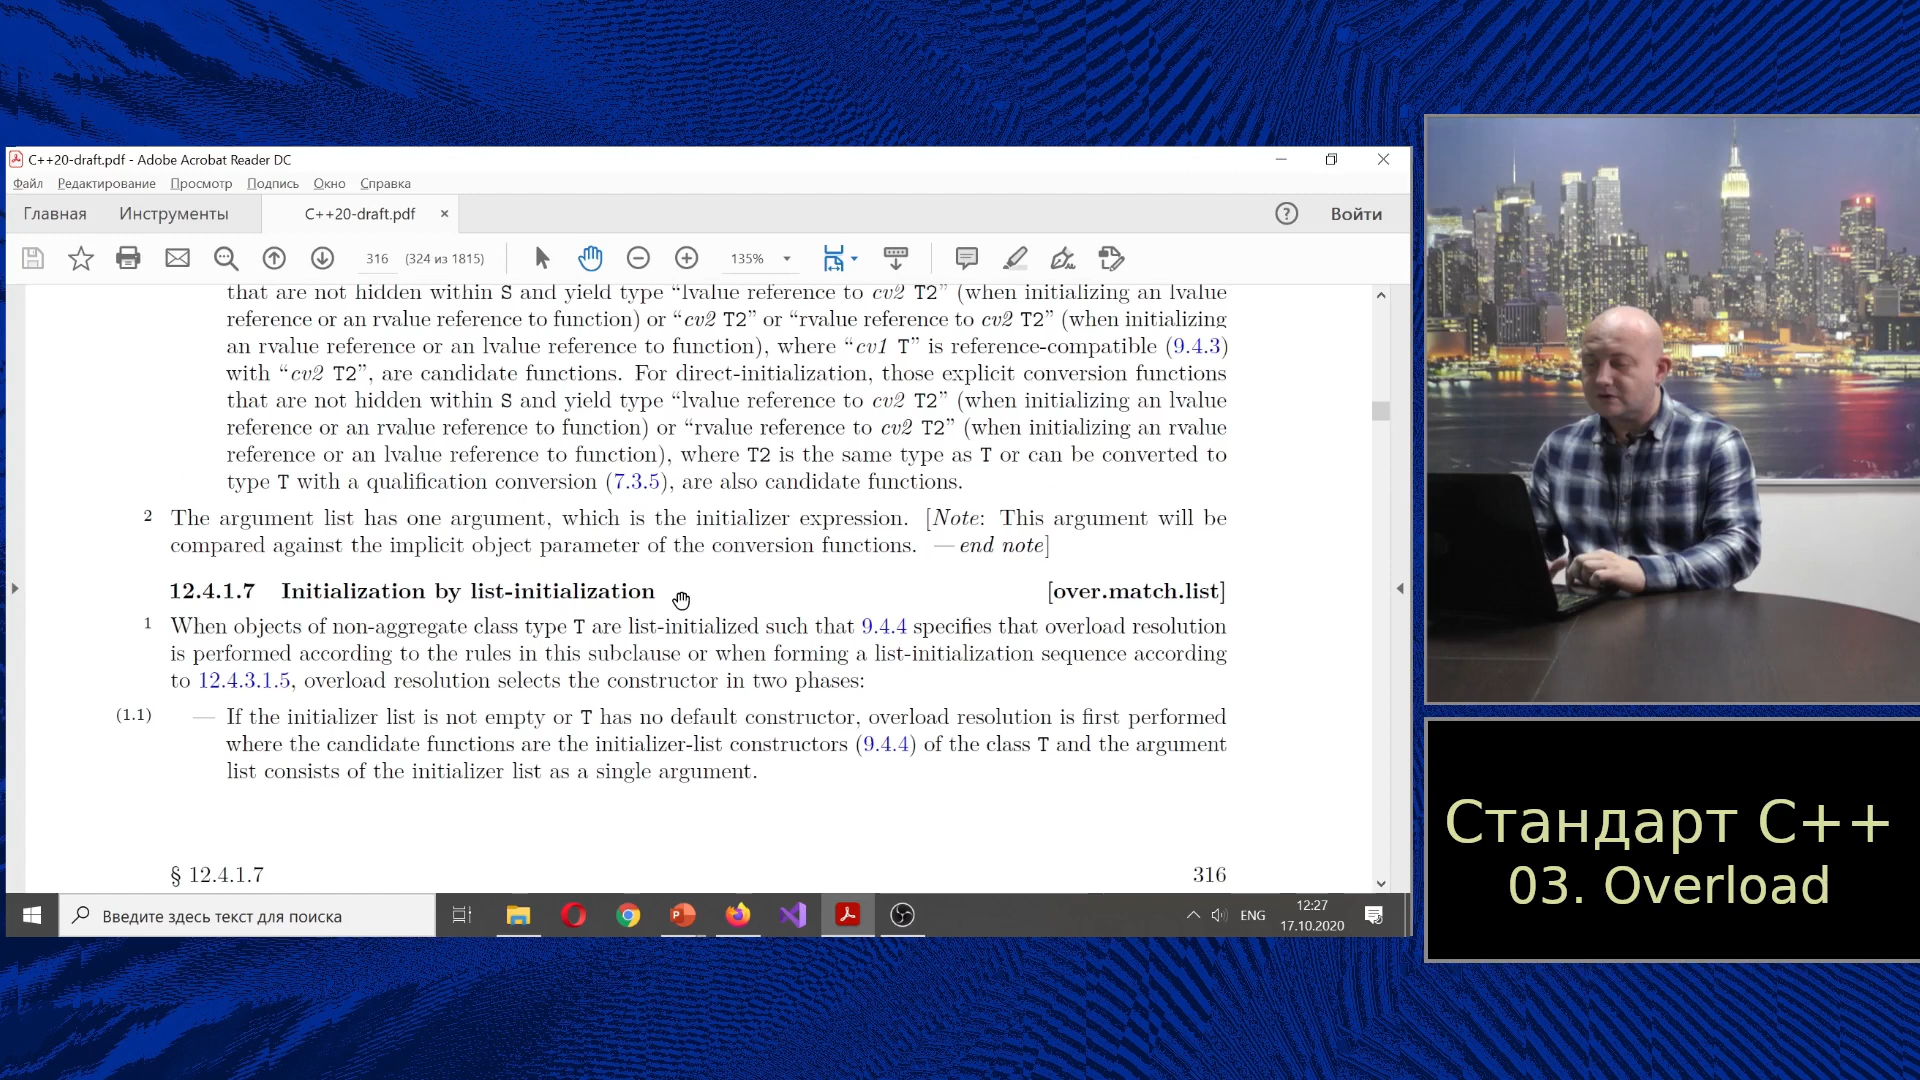 C++20-draft.pdf - Adobe Acrobat Reader DC
Файл Редактирование Просмотр Подпись Окно Справка
Главная Инструменты C++20-draft.pdf × Войти
316 (324 из 1815) 135%
that are not hidden within S and yield type “lvalue reference to cv2 T2” (when initializing an lvalue
reference or an rvalue reference to function) or “cv2 T2” or “rvalue reference to cv2 T2” (when initializing
an rvalue reference or an lvalue reference to function), where “cv1 T” is reference-compatible (9.4.3)
with “cv2 T2”, are candidate functions. For direct-initialization, those explicit conversion functions
that are not hidden within S and yield type “lvalue reference to cv2 T2” (when initializing an lvalue
reference or an rvalue reference to function) or “rvalue reference to cv2 T2” (when initializing an rvalue
reference or an lvalue reference to function), where T2 is the same type as T or can be converted to
type T with a qualification conversion (7.3.5), are also candidate functions.
2 The argument list has one argument, which is the initializer expression. [Note: This argument will be
compared against the implicit object parameter of the conversion functions. — end note]
12.4.1.7 Initialization by list-initialization [over.match.list]
1 When objects of non-aggregate class type T are list-initialized such that 9.4.4 specifies that overload resolution
is performed according to the rules in this subclause or when forming a list-initialization sequence according
to 12.4.3.1.5, overload resolution selects the constructor in two phases:
(1.1) — If the initializer list is not empty or T has no default constructor, overload resolution is first performed
where the candidate functions are the initializer-list constructors (9.4.4) of the class T and the argument
list consists of the initializer list as a single argument.
§ 12.4.1.7 316
Введите здесь текст для поиска
ENG
12:27
17.10.2020
Стандарт C++
03. Overload